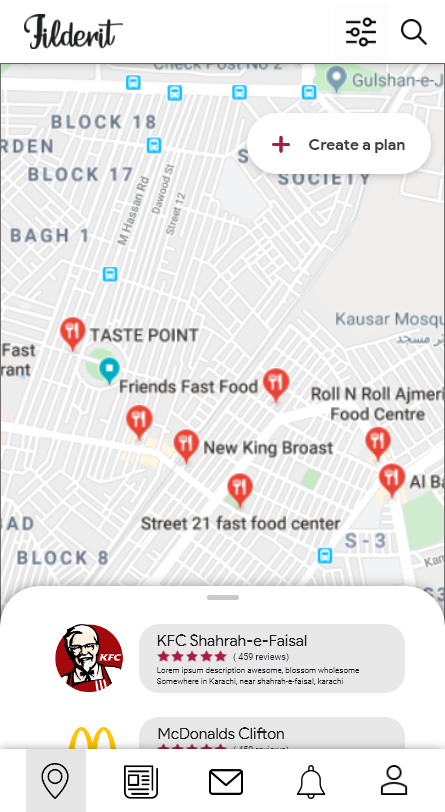 Filderit
Check Post No 2
Gulshan-e-J
BLOCK 18
Create a plan
RDEN
S
BLOCK 17
SOCIETY
M Hassan Rd
Dawood St
Street 12
BAGH 1
Kausar Mosqu
TASTE POINT
Fast
rant
Friends Fast Food
Roll N Roll Ajmeri
Food Centre
New King Broast
Al Ba
Street 21 fast food center
AD
S-3
BLOCK 8
Kan
KFC Shahrah-e-Faisal
KFC
( 459 reviews)
Lorem ipsum description awesome, blossom wholesome
Somewhere in Karachi, near shahrah-e-faisal, karachi
McDonalds Clifton
( 459 reviews)